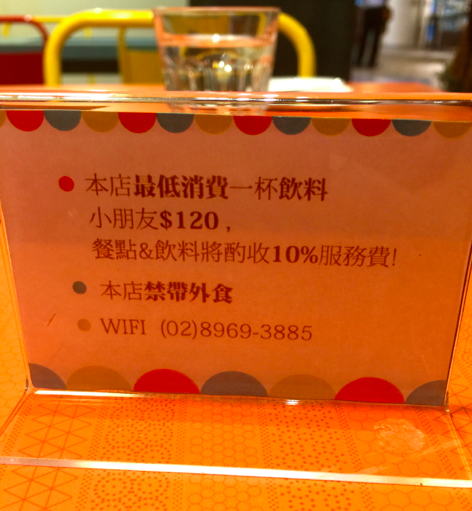 ● 本店最低消費一杯飲料
小朋友$120 ,
餐點&飲料將酌收10%服務費!
● 本店禁帶外食
● WIFI (02)8969-3885